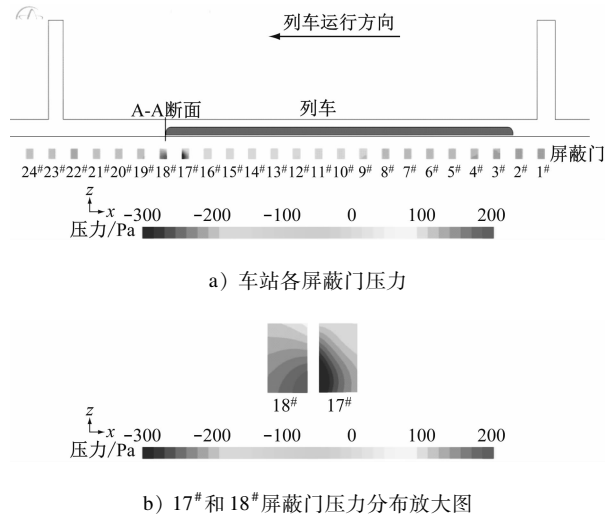 列车运行方向
A-A断面
列车
屏蔽门
24# 23# 22# 21# 20# 19# 18# 17# 16# 15# 14# 13# 12# 11# 10# 9# 8# 7# 6# 5# 4# 3# 2# 1#
z
x
-300 -200 -100 0 100 200
压力/Pa
a）车站各屏蔽门压力
18# 17#
z
x
-300 -200 -100 0 100 200
压力/Pa
b）17#和18#屏蔽门压力分布放大图